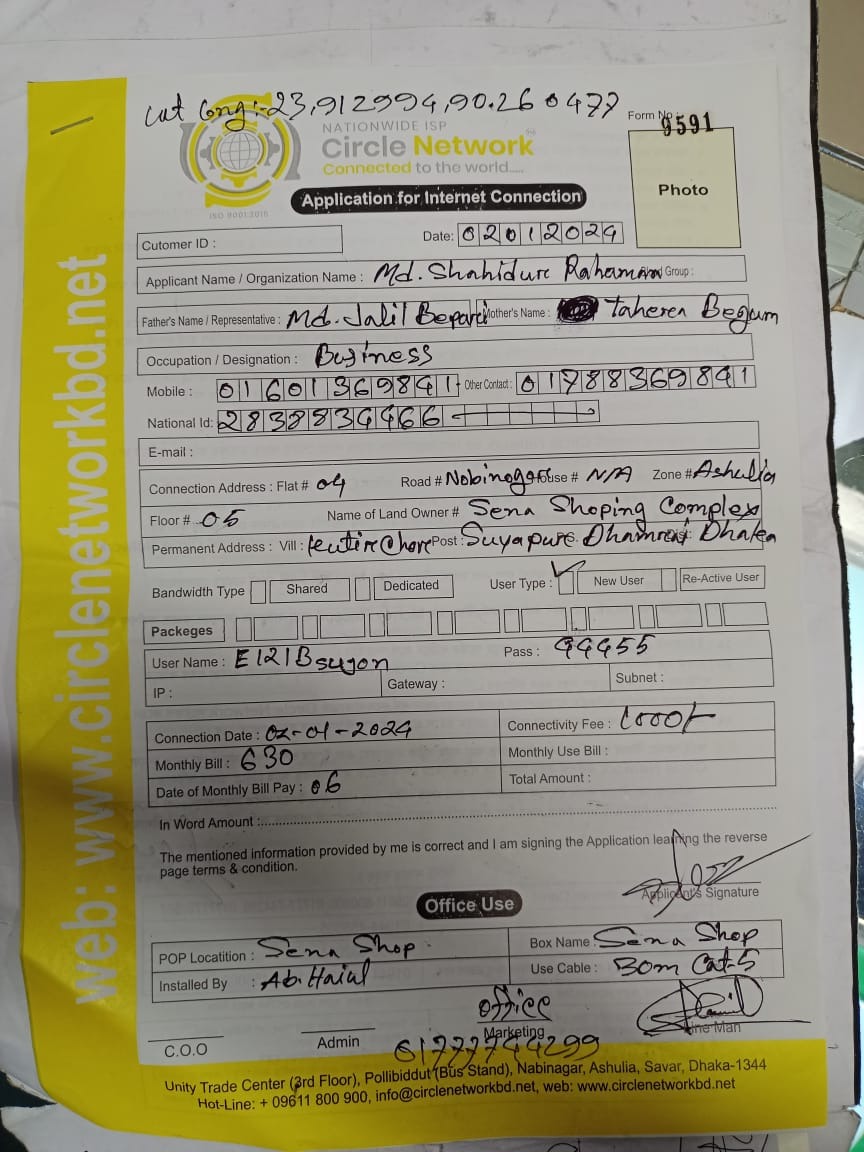 Lat Long:-23,912994,90.260477
Form No 9591
NATIONWIDE ISP
Circle Network
Connected to the world.....
ISO 9001:2015
Photo
Application for Internet Connection
Cutomer ID :
Date: 02012024
Applicant Name / Organization Name : Md. Shahidure Rahaman Group :
Father's Name / Representative : Md. Jalil Bepari Mother's Name : Taherea Begum
Occupation / Designation : Business
Mobile : 01601369841 Other Contact : 01788369841
National Id: 2838834466
E-mail :
Connection Address : Flat # 04 Road # Nobinogor House # N/A Zone # Ashulia
Floor # 05 Name of Land Owner # Sena Shoping Complex
Permanent Address : Vill : Post : Suyapure Dhamrai Dhaka
Bandwidth Type Shared Dedicated User Type : New User Re-Active User
Packeges
User Name : E121Bsujon Pass : 44455
IP : Gateway : Subnet :
Connection Date : 02-01-2024 Connectivity Fee : 1000/-
Monthly Bill : 630 Monthly Use Bill :
Date of Monthly Bill Pay : 06 Total Amount :
In Word Amount :
The mentioned information provided by me is correct and I am signing the Application learning the reverse
page terms & condition.
Applicant's Signature
Office Use
POP Locatition : Sena Shop Box Name : Sena Shop
Installed By : Ab. Halal Use Cable : 30m Cat-5
office
C.O.O Admin Marketing Line Man
01777744299
Unity Trade Center (3rd Floor), Pollibiddut (Bus Stand), Nabinagar, Ashulia, Savar, Dhaka-1344
Hot-Line: + 09611 800 900, info@circlenetworkbd.net, web: www.circlenetworkbd.net
web: www.circlenetworkbd.net